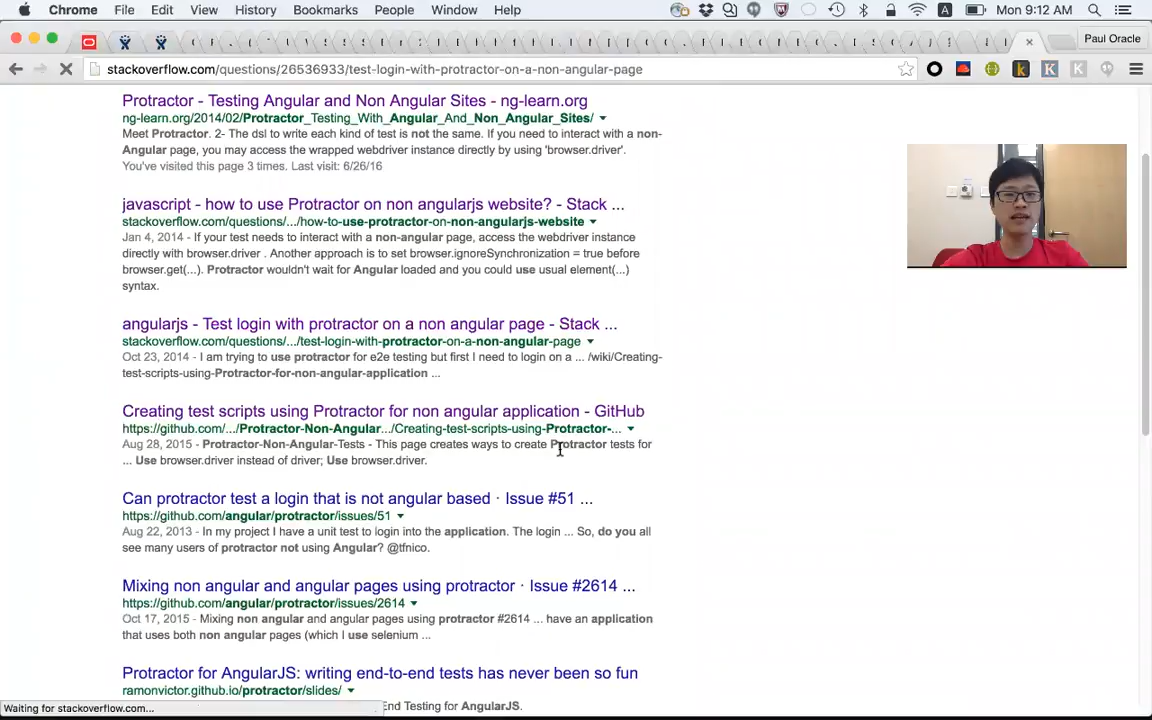 Chrome File Edit View History Bookmarks People Window Help
A Mon 9:12 AM
Paul Oracle
stackoverflow.com/questions/26536933/test-login-with-protractor-on-a-non-angular-page
Protractor - Testing Angular and Non Angular Sites - ng-learn.org
ng-learn.org/2014/02/Protractor_Testing_With_Angular_And_Non_Angular_Sites/
Meet Protractor. 2- The dsl to write each kind of test is not the same. If you need to interact with a non-
Angular page, you may access the wrapped webdriver instance directly by using 'browser.driver'.
You've visited this page 3 times. Last visit: 6/26/16
javascript - how to use Protractor on non angularjs website? - Stack ...
stackoverflow.com/questions/.../how-to-use-protractor-on-non-angularjs-website
Jan 4, 2014 - If your test needs to interact with a non-angular page, access the webdriver instance
directly with browser.driver . Another approach is to set browser.ignoreSynchronization = true before
browser.get(...). Protractor wouldn't wait for Angular loaded and you could use usual element(...)
syntax.
angularjs - Test login with protractor on a non angular page - Stack ...
stackoverflow.com/questions/.../test-login-with-protractor-on-a-non-angular-page
Oct 23, 2014 - I am trying to use protractor for e2e testing but first I need to login on a ... /wiki/Creating-
test-scripts-using-Protractor-for-non-angular-application ...
Creating test scripts using Protractor for non angular application - GitHub
https://github.com/.../Protractor-Non-Angular.../Creating-test-scripts-using-Protractor-...
Aug 28, 2015 - Protractor-Non-Angular-Tests - This page creates ways to create Protractor tests for
... Use browser.driver instead of driver; Use browser.driver.
Can protractor test a login that is not angular based · Issue #51 ...
https://github.com/angular/protractor/issues/51
Aug 22, 2013 - In my project I have a unit test to login into the application. The login ... So, do you all
see many users of protractor not using Angular? @tfnico.
Mixing non angular and angular pages using protractor · Issue #2614 ...
https://github.com/angular/protractor/issues/2614
Oct 17, 2015 - Mixing non angular and angular pages using protractor #2614 ... have an application
that uses both non angular pages (which I use selenium ...
Protractor for AngularJS: writing end-to-end tests has never been so fun
ramonvictor.github.io/protractor/slides/
End Testing for AngularJS.
Waiting for stackoverflow.com...